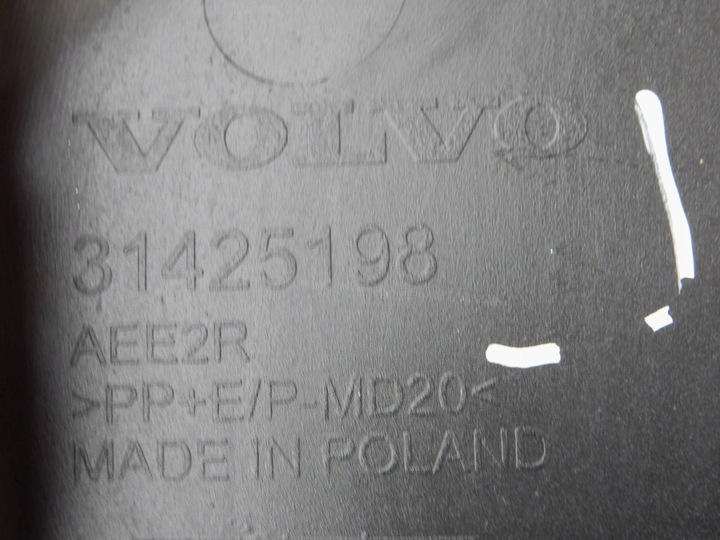 VOLVO
31425198
AEE2R
>PP+E/P-MD20<
MADE IN POLAND